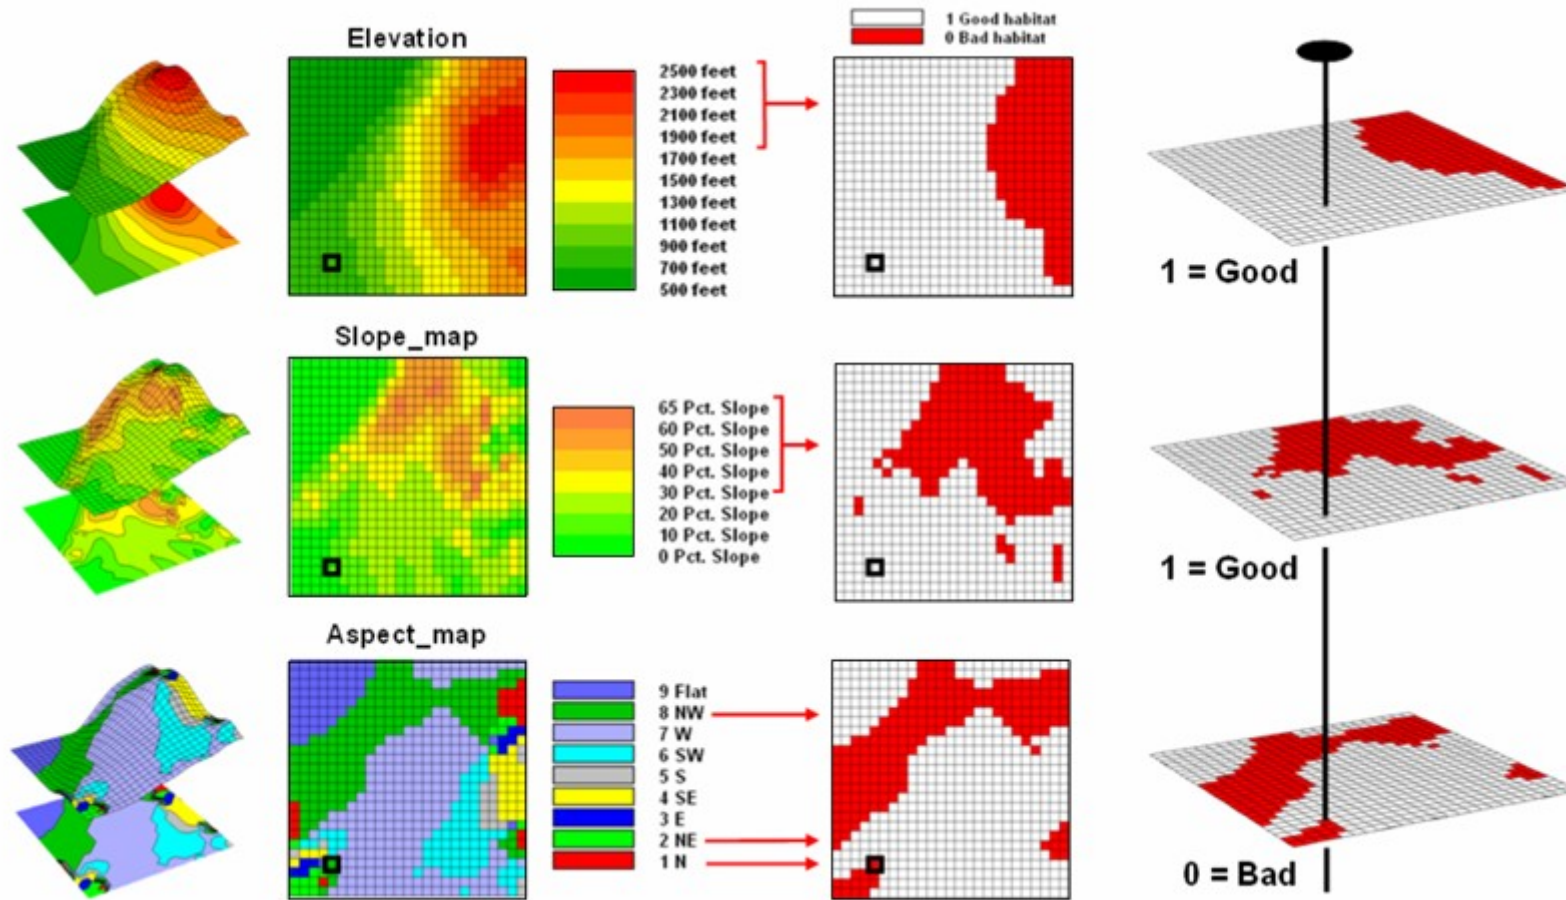 Elevation
1 Good habitat
0 Bad habitat
2500 feet
2300 feet
2100 feet
1900 feet
1700 feet
1500 feet
1300 feet
1100 feet
900 feet
700 feet
500 feet
1 = Good
Slope_map
65 Pct. Slope
60 Pct. Slope
50 Pct. Slope
40 Pct. Slope
30 Pct. Slope
20 Pct. Slope
10 Pct. Slope
0 Pct. Slope
1 = Good
Aspect_map
9 Flat
8 NW
7 W
6 SW
5 S
4 SE
3 E
2 NE
1 N
0 = Bad